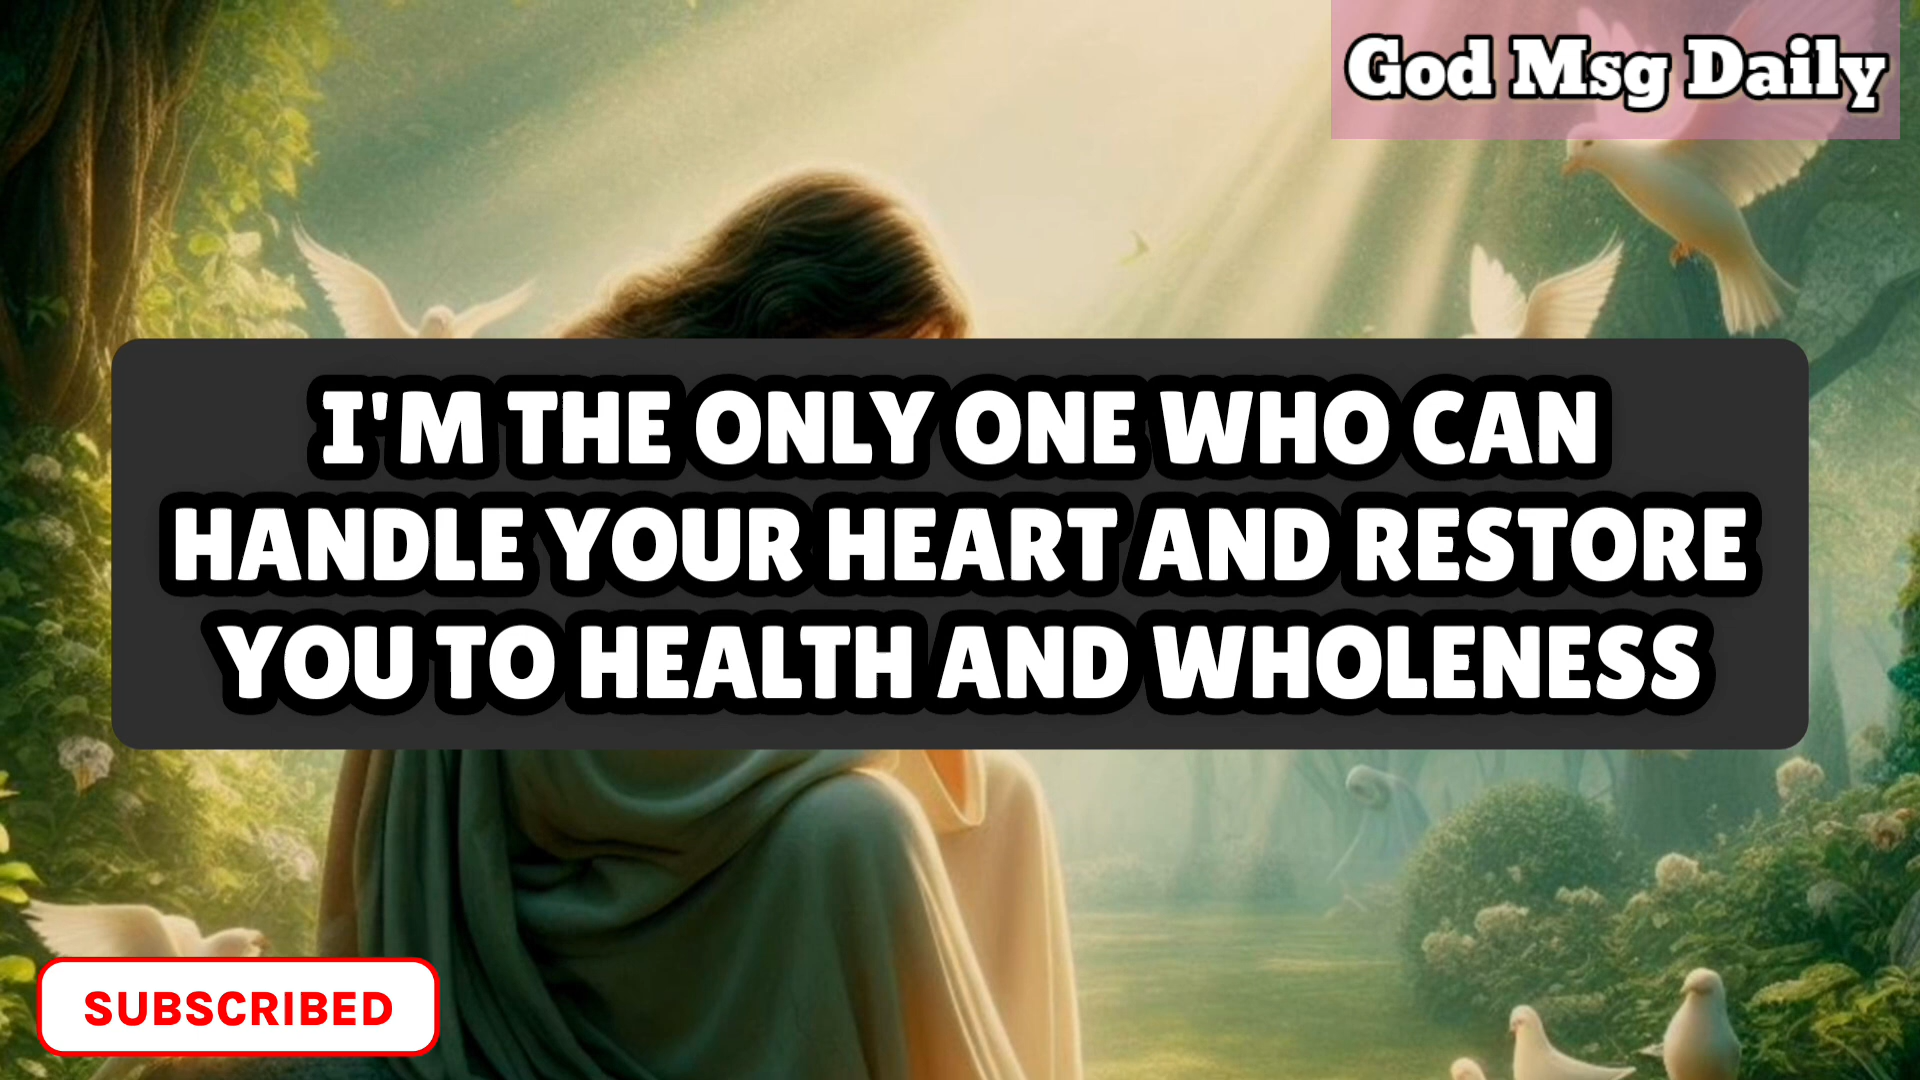 God Msg Daily
I'M THE ONLY ONE WHO CAN
HANDLE YOUR HEART AND RESTORE
YOU TO HEALTH AND WHOLENESS
SUBSCRIBED